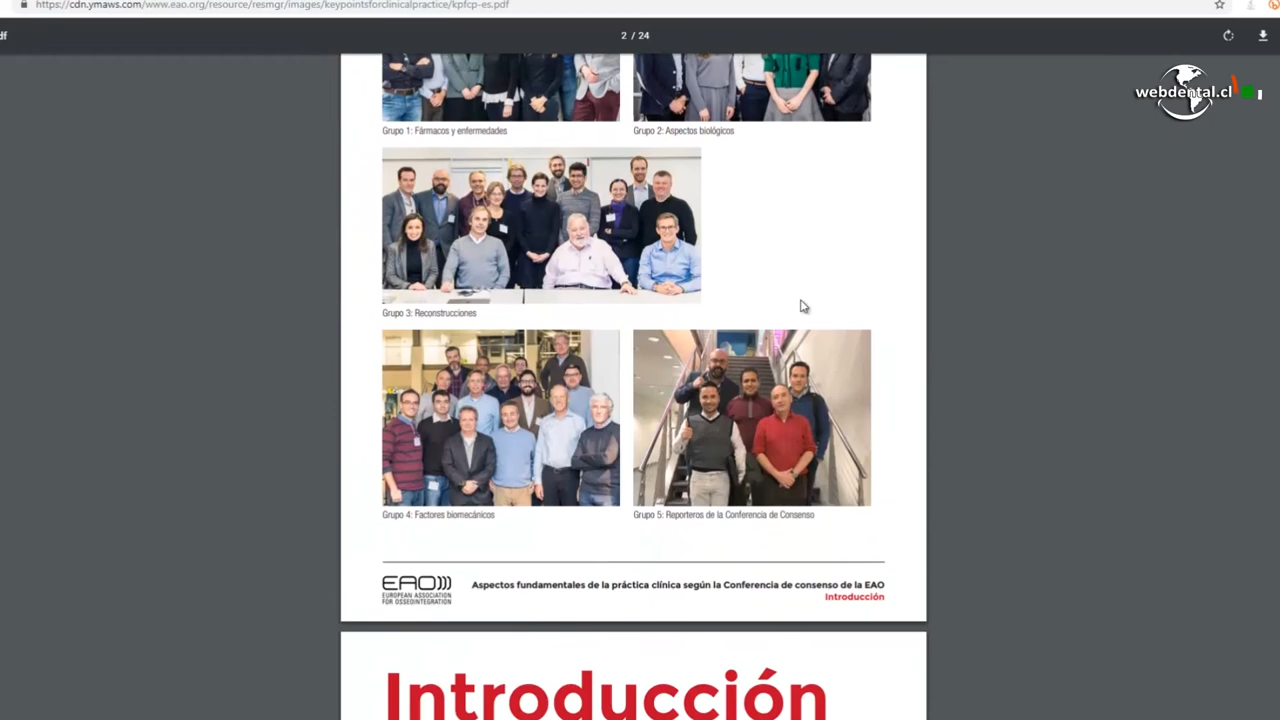 https://cdn.ymaws.com/www.eao.org/resource/resmgr/images/keypointsforclinicalpractice/kpfcp-es.pdf
df
2 / 24
webdental.cl
Grupo 1: Fármacos y enfermedades
Grupo 2: Aspectos biológicos
Grupo 3: Reconstrucciones
Grupo 4: Factores biomecánicos
Grupo 5: Reporteros de la Conferencia de Consenso
EAO)))
EUROPEAN ASSOCIATION
FOR OSSEOINTEGRATION
Aspectos fundamentales de la práctica clínica según la Conferencia de consenso de la EAO
Introducción
Introducción